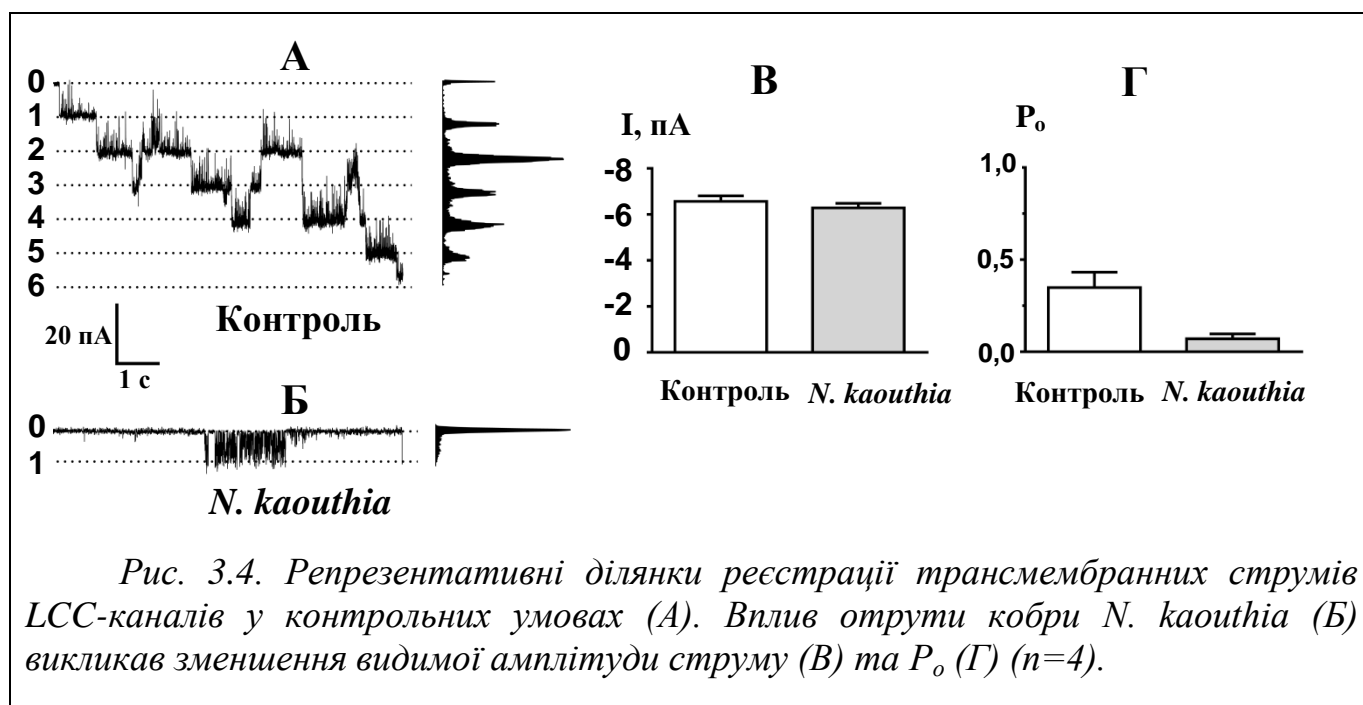 А
0
1
2
3
4
5
6
20 пА
1 с
Контроль
Б
0
1
N. kaouthia
В
I, пА
-8
-6
-4
-2
0
Контроль
N. kaouthia
Г
Pₒ
1,0
0,5
0,0
Контроль
N. kaouthia
Рис. 3.4. Репрезентативні ділянки реєстрації трансмембранних струмів
LCC-каналів у контрольних умовах (А). Вплив отрути кобри N. kaouthia (Б)
викликав зменшення видимої амплітуди струму (В) та Pₒ (Г) (n=4).